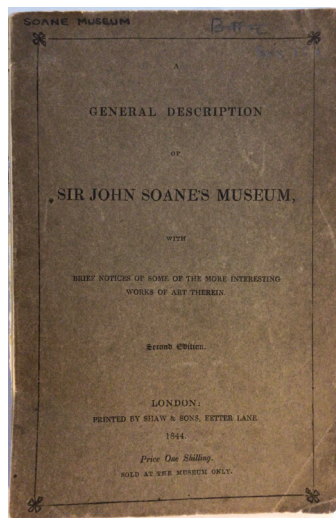 SOANE MUSEUM
A
GENERAL DESCRIPTION
OF
SIR JOHN SOANE'S MUSEUM,
WITH
BRIEF NOTICES OF SOME OF THE MORE INTERESTING
WORKS OF ART THEREIN.
Second Edition.
LONDON:
PRINTED BY SHAW & SONS, FETTER LANE.
1844
Price One Shilling.
SOLD AT THE MUSEUM ONLY.